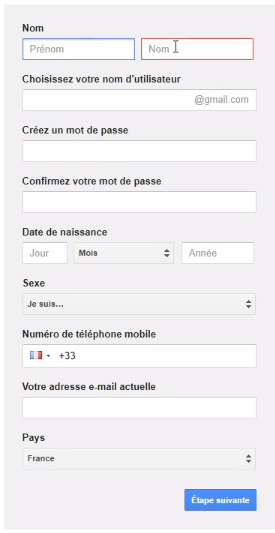 Nom
Prénom Nom
Choisissez votre nom d'utilisateur
@gmail.com
Créez un mot de passe
Confirmez votre mot de passe
Date de naissance
Jour Mois Année
Sexe
Je suis...
Numéro de téléphone mobile
+33
Votre adresse e-mail actuelle
Pays
France
Étape suivante